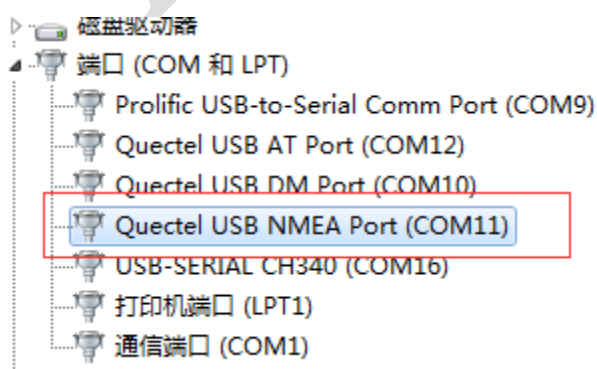 磁盘驱动器
端口 (COM 和 LPT)
Prolific USB-to-Serial Comm Port (COM9)
Quectel USB AT Port (COM12)
Quectel USB DM Port (COM10)
Quectel USB NMEA Port (COM11)
USB-SERIAL CH340 (COM16)
打印机端口 (LPT1)
通信端口 (COM1)